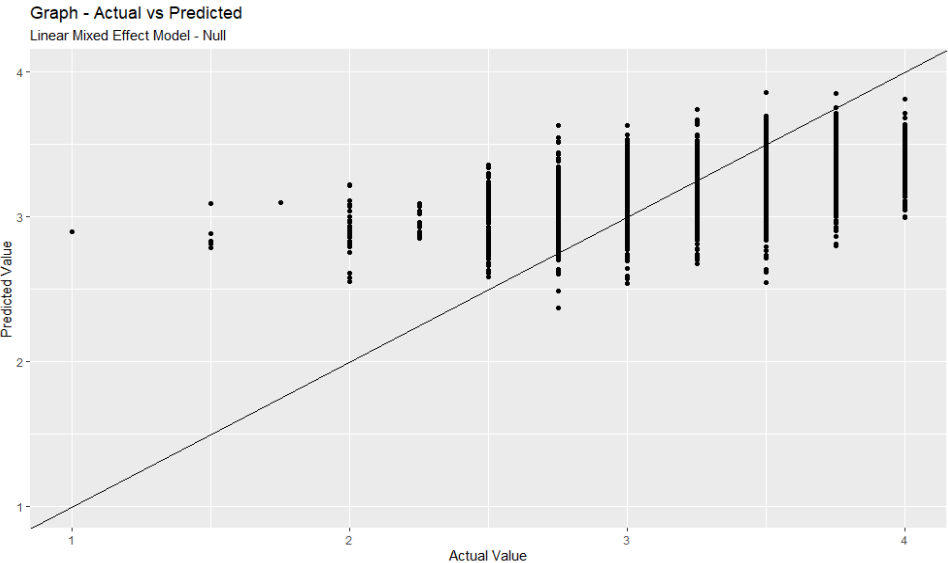 Graph - Actual vs Predicted
Linear Mixed Effect Model - Null
4
3
2
1
Predicted Value
1
2
3
4
Actual Value